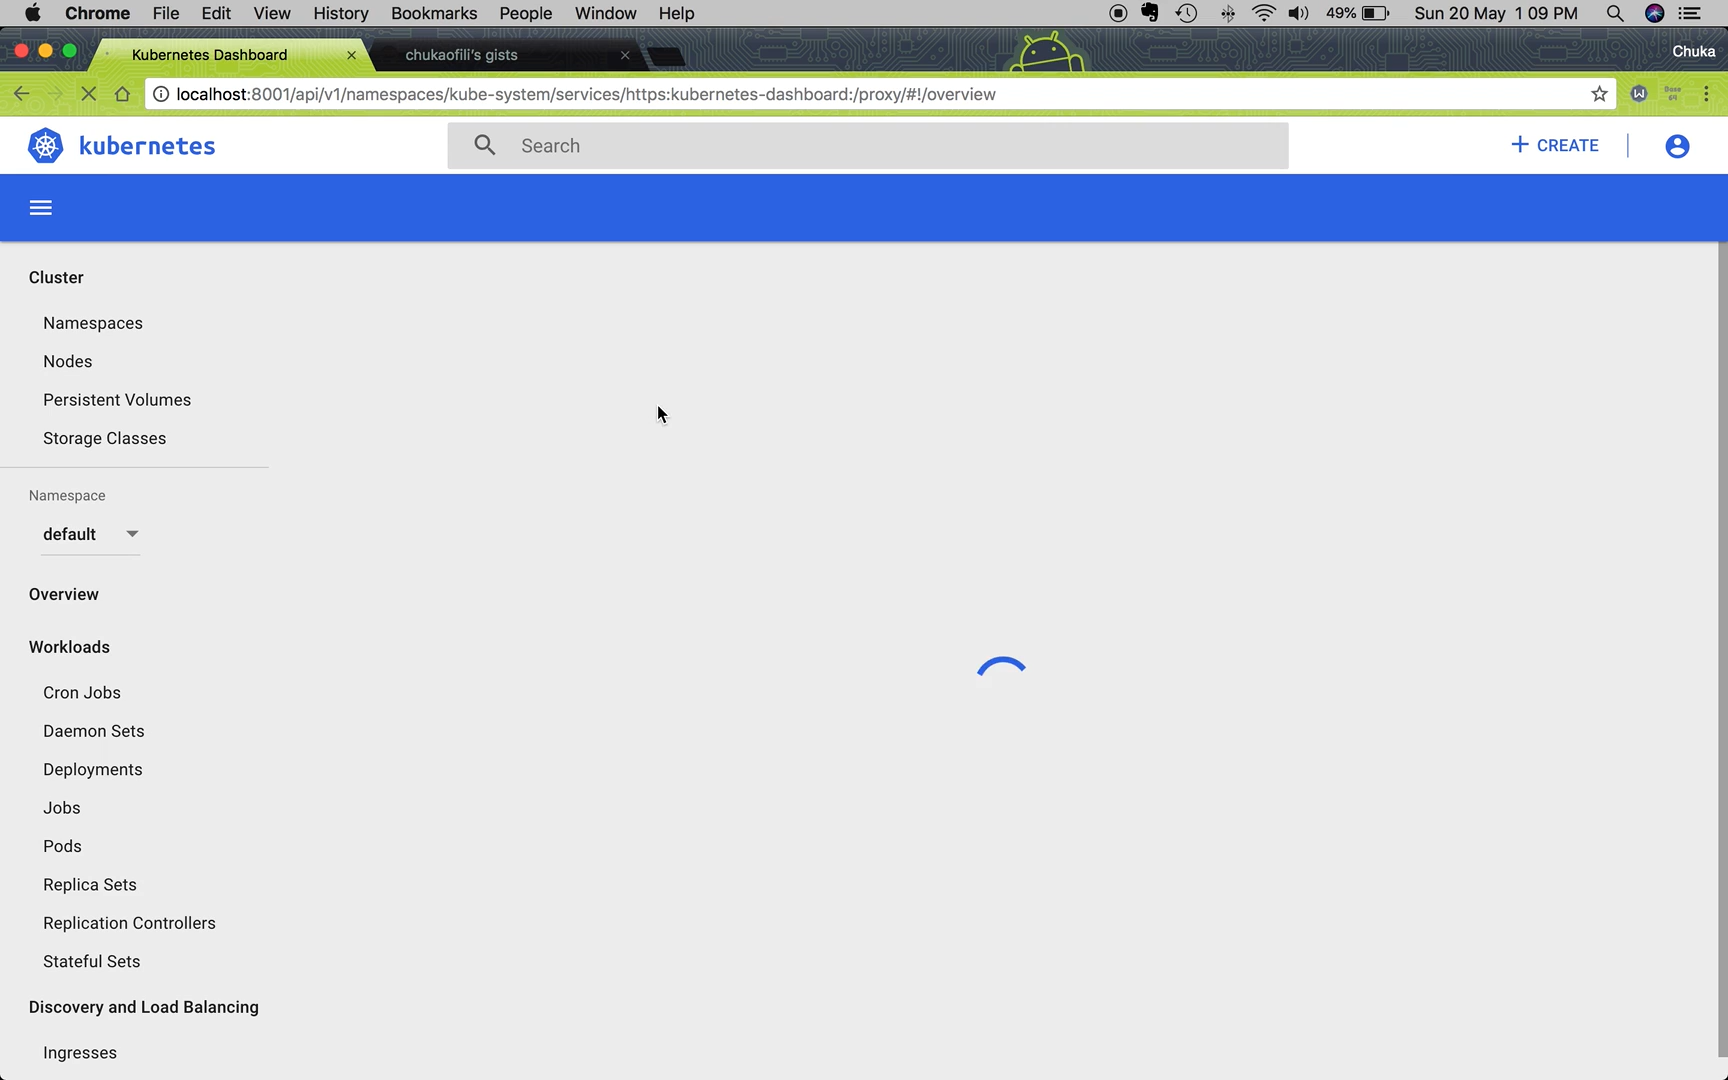 Chrome File Edit View History Bookmarks People Window Help 49% Sun 20 May 1 09 PM
Kubernetes Dashboard chukaofili's gists Chuka
localhost:8001/api/v1/namespaces/kube-system/services/https:kubernetes-dashboard:/proxy/#!/overview
kubernetes Search + CREATE
Cluster
Namespaces
Nodes
Persistent Volumes
Storage Classes
Namespace
default
Overview
Workloads
Cron Jobs
Daemon Sets
Deployments
Jobs
Pods
Replica Sets
Replication Controllers
Stateful Sets
Discovery and Load Balancing
Ingresses